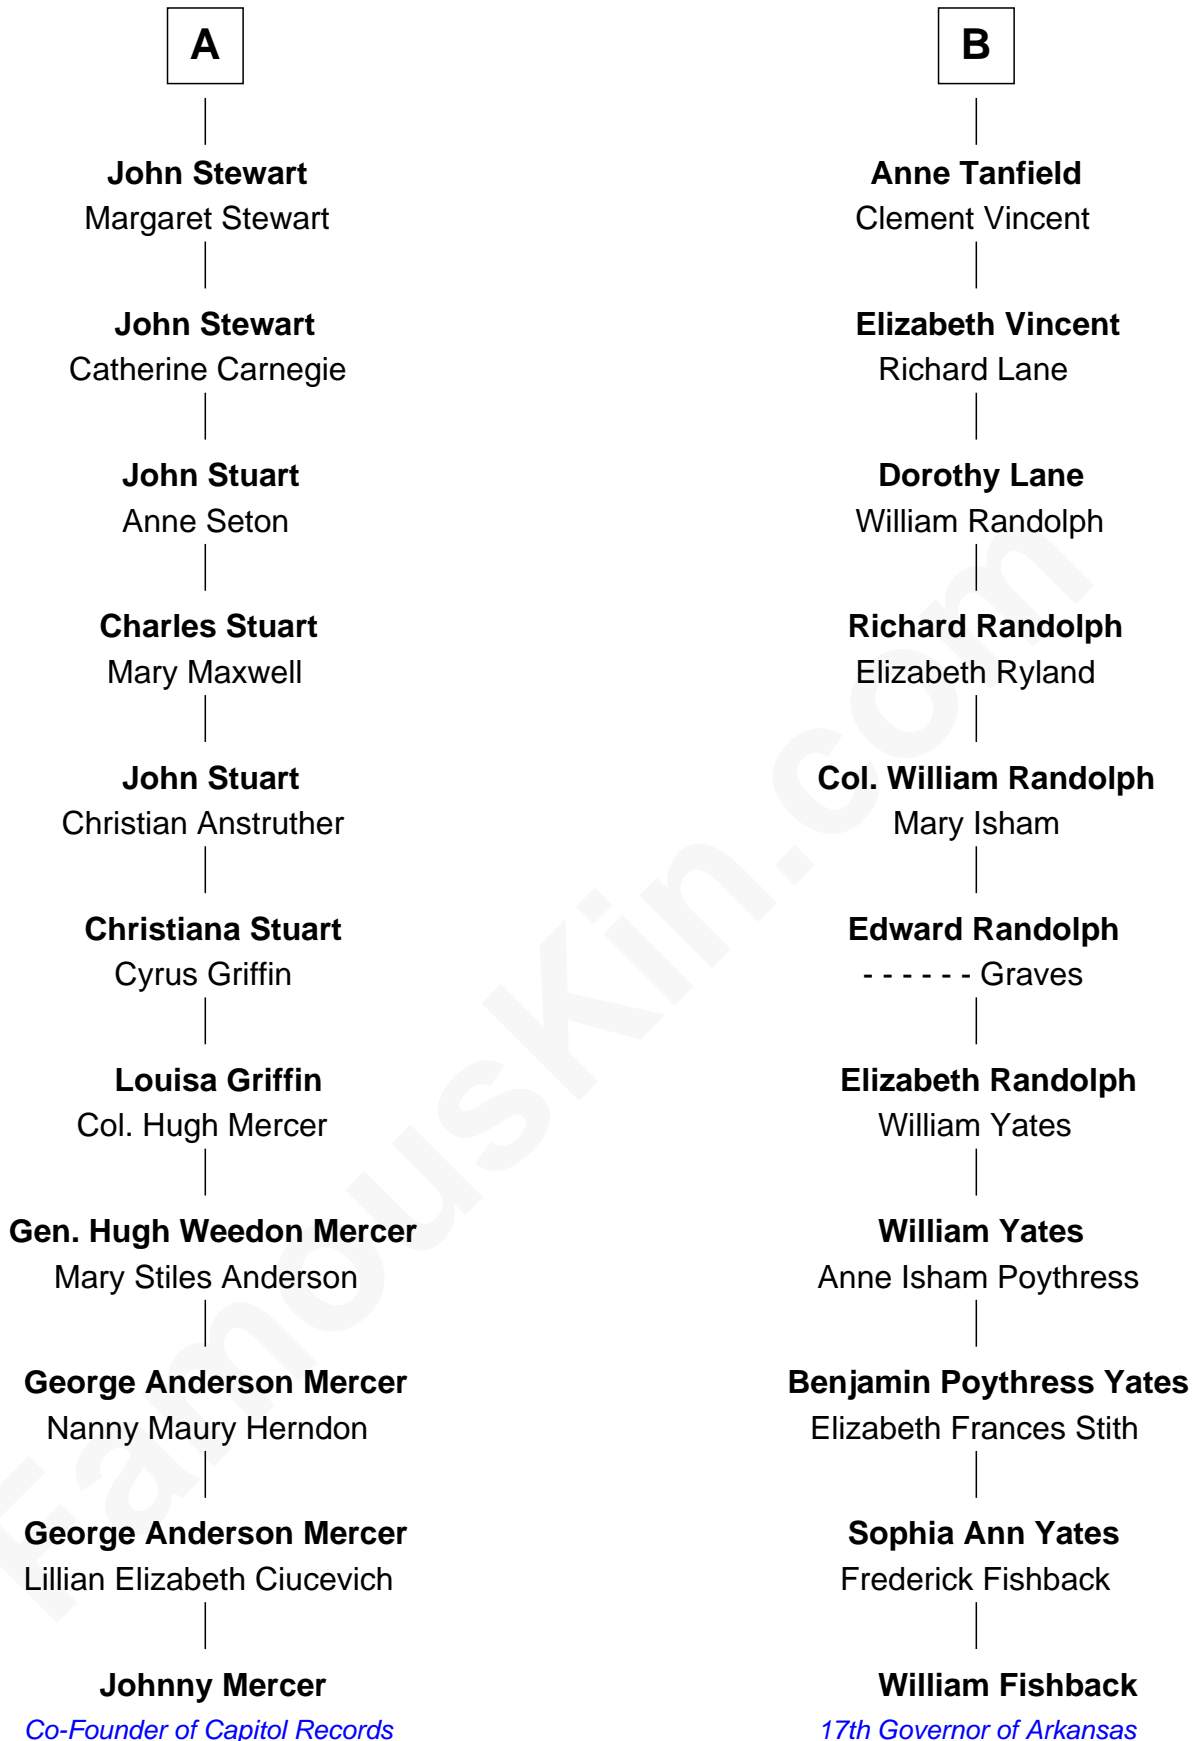 A
John Stewart
Margaret Stewart
John Stewart
Catherine Carnegie
John Stuart
Anne Seton
Charles Stuart
Mary Maxwell
John Stuart
Christian Anstruther
Christiana Stuart
Cyrus Griffin
Louisa Griffin
Col. Hugh Mercer
Gen. Hugh Weedon Mercer
Mary Stiles Anderson
George Anderson Mercer
Nanny Maury Herndon
George Anderson Mercer
Lillian Elizabeth Ciucevich
Johnny Mercer
Co-Founder of Capitol Records
B
Anne Tanfield
Clement Vincent
Elizabeth Vincent
Richard Lane
Dorothy Lane
William Randolph
Richard Randolph
Elizabeth Ryland
Col. William Randolph
Mary Isham
Edward Randolph
- - - - - - Graves
Elizabeth Randolph
William Yates
William Yates
Anne Isham Poythress
Benjamin Poythress Yates
Elizabeth Frances Stith
Sophia Ann Yates
Frederick Fishback
William Fishback
17th Governor of Arkansas
FamousKin.com